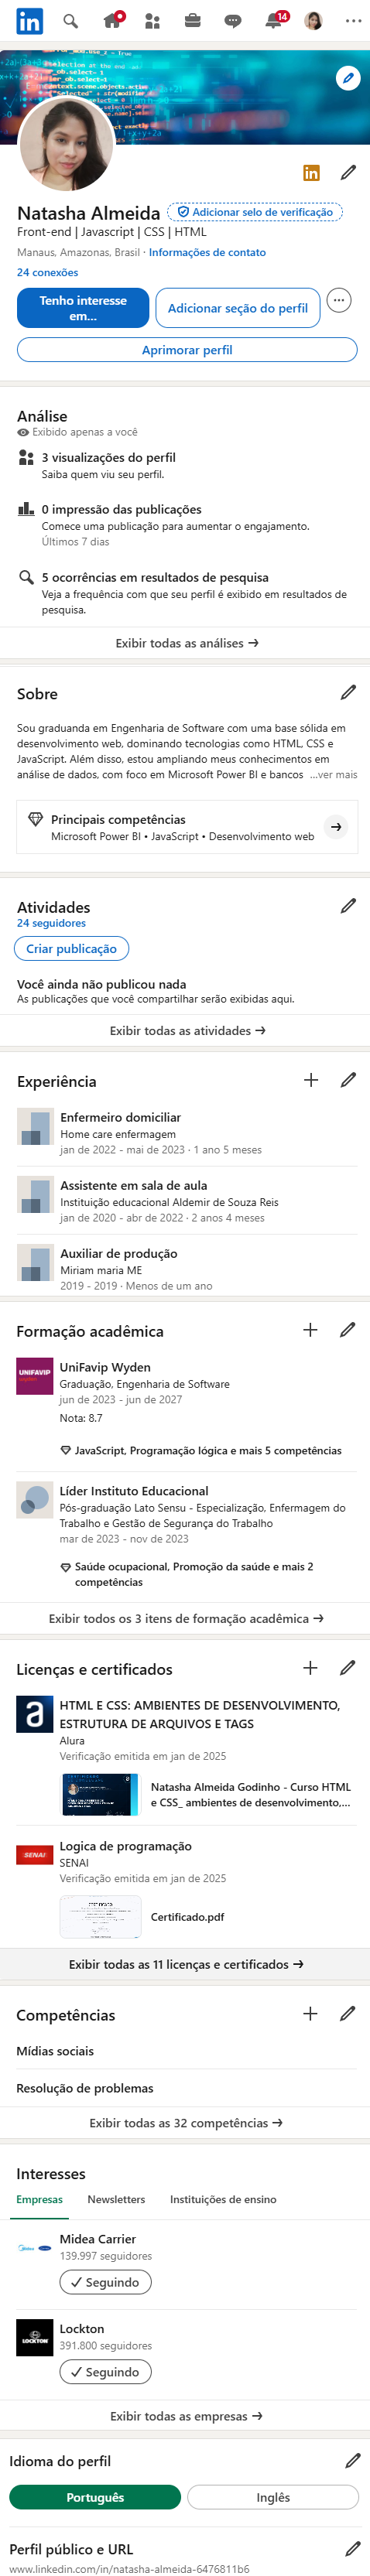 in
14
Natasha Almeida
Adicionar selo de verificação
Front-end | Javascript | CSS | HTML
Manaus, Amazonas, Brasil · Informações de contato
24 conexões
Tenho interesse
em...
Adicionar seção do perfil
Aprimorar perfil
Análise
Exibido apenas a você
3 visualizações do perfil
Saiba quem viu seu perfil.
0 impressão das publicações
Comece uma publicação para aumentar o engajamento.
Últimos 7 dias
5 ocorrências em resultados de pesquisa
Veja a frequência com que seu perfil é exibido em resultados de
pesquisa.
Exibir todas as análises →
Sobre
Sou graduanda em Engenharia de Software com uma base sólida em
desenvolvimento web, dominando tecnologias como HTML, CSS e
JavaScript. Além disso, estou ampliando meus conhecimentos em
análise de dados, com foco em Microsoft Power BI e bancos ...ver mais
Principais competências
Microsoft Power BI • JavaScript • Desenvolvimento web
Atividades
24 seguidores
Criar publicação
Você ainda não publicou nada
As publicações que você compartilhar serão exibidas aqui.
Exibir todas as atividades →
Experiência
Enfermeiro domiciliar
Home care enfermagem
jan de 2022 - mai de 2023 · 1 ano 5 meses
Assistente em sala de aula
Instituição educacional Aldemir de Souza Reis
jan de 2020 - abr de 2022 · 2 anos 4 meses
Auxiliar de produção
Miriam maria ME
2019 - 2019 · Menos de um ano
Formação acadêmica
UNIFAVIP
UniFavip Wyden
Graduação, Engenharia de Software
jun de 2023 - jun de 2027
Nota: 8.7
JavaScript, Programação lógica e mais 5 competências
Líder Instituto Educacional
Pós-graduação Lato Sensu - Especialização, Enfermagem do
Trabalho e Gestão de Segurança do Trabalho
mar de 2023 - nov de 2023
Saúde ocupacional, Promoção da saúde e mais 2
competências
Exibir todos os 3 itens de formação acadêmica →
Licenças e certificados
a
HTML E CSS: AMBIENTES DE DESENVOLVIMENTO,
ESTRUTURA DE ARQUIVOS E TAGS
Alura
Verificação emitida em jan de 2025
Natasha Almeida Godinho - Curso HTML
e CSS_ ambientes de desenvolvimento,...
SENAI
Logica de programação
SENAI
Verificação emitida em jan de 2025
Certificado.pdf
Exibir todas as 11 licenças e certificados →
Competências
Mídias sociais
Resolução de problemas
Exibir todas as 32 competências →
Interesses
Empresas Newsletters Instituições de ensino
Midea Carrier
139.997 seguidores
Seguindo
LOCKTON
Lockton
391.800 seguidores
Seguindo
Exibir todas as empresas →
Idioma do perfil
Português Inglês
Perfil público e URL
www.linkedin.com/in/natasha-almeida-6476811b6